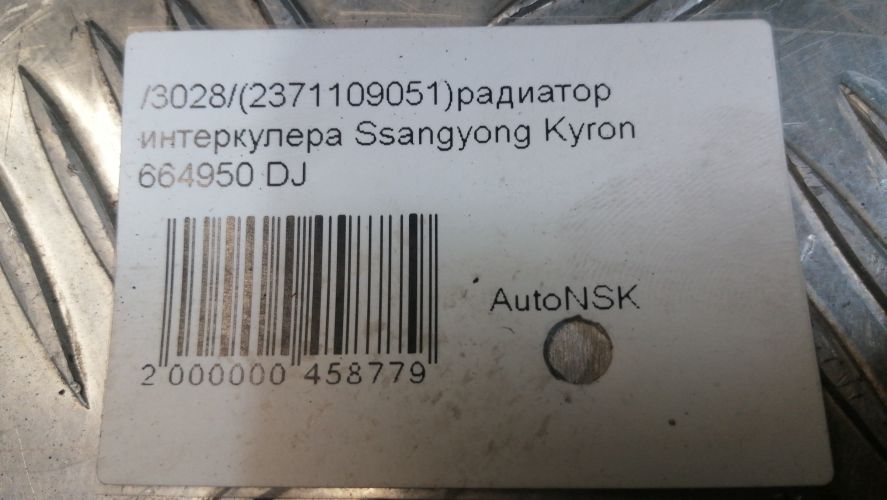 /3028/(2371109051)радиатор
интеркулера Ssangyong Kyron
664950 DJ
AutoNSK
2 000000 458779